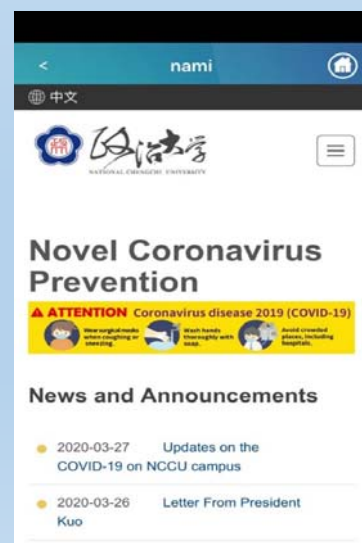 <
nami
中文
政治大学
NATIONAL CHENGCHI UNIVERSITY
Novel Coronavirus
Prevention
ATTENTION Coronavirus disease 2019 (COVID-19)
Wear surgical masks
when coughing or
sneezing.
Wash hands
thoroughly with
soap.
Avoid crowded
places, including
hospitals.
News and Announcements
2020-03-27 Updates on the
COVID-19 on NCCU campus
2020-03-26 Letter From President
Kuo